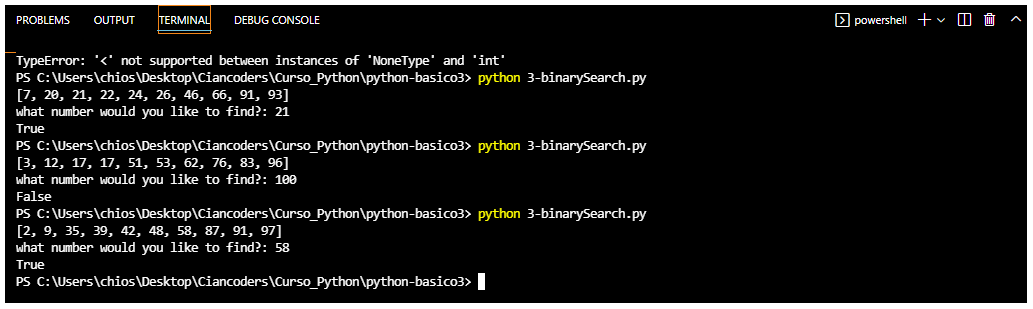 PROBLEMS OUTPUT TERMINAL DEBUG CONSOLE powershell
TypeError: '<' not supported between instances of 'NoneType' and 'int'
PS C:\Users\chios\Desktop\Ciancoders\Curso_Python\python-basico3> python 3-binarySearch.py
[7, 20, 21, 22, 24, 26, 46, 66, 91, 93]
what number would you like to find?: 21
True
PS C:\Users\chios\Desktop\Ciancoders\Curso_Python\python-basico3> python 3-binarySearch.py
[3, 12, 17, 17, 51, 53, 62, 76, 83, 96]
what number would you like to find?: 100
False
PS C:\Users\chios\Desktop\Ciancoders\Curso_Python\python-basico3> python 3-binarySearch.py
[2, 9, 35, 39, 42, 48, 58, 87, 91, 97]
what number would you like to find?: 58
True
PS C:\Users\chios\Desktop\Ciancoders\Curso_Python\python-basico3>